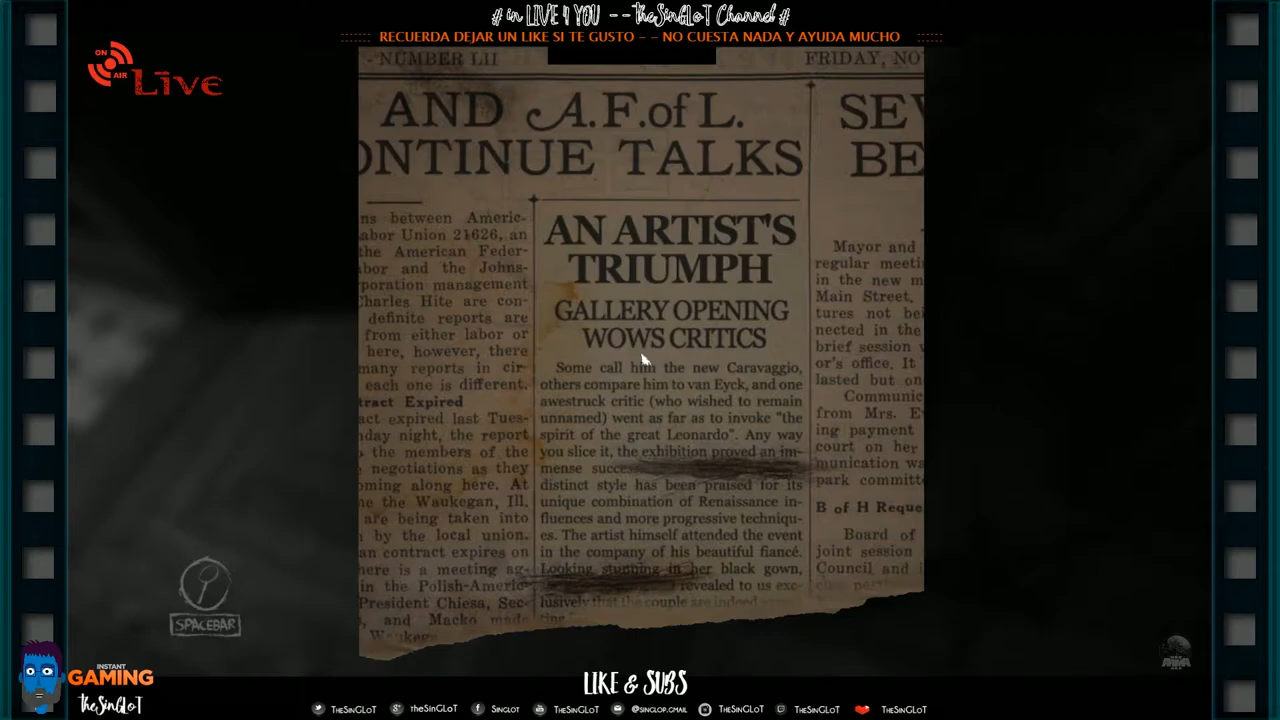 # in LIVE 4 YOU -- TheSinGLoT Channel #
RECUERDA DEJAR UN LIKE SI TE GUSTO - - NO CUESTA NADA Y AYUDA MUCHO
ON
AIR
Live
- NUMBER LII
FRIDAY, NO
AND A.F. of L.
ONTINUE TALKS
SEV
BE
ns between Americ-
abor Union 21626, an
the American Feder-
bor and the Johns-
poration management
Charles Hite are con-
definite reports are
from either labor or
here, however, there
many reports in cir-
each one is different.
tract Expired
act expired last Tues-
day night, the report
the members of the
negotiations as they
oming along here. At
e the Waukegan, Ill.
are being taken into
by the local union.
an contract expires on
here is a meeting ag-
in the Polish-Americ-
President Chiesa, Sec-
, and Macko made
Waukeg
AN ARTIST'S
TRIUMPH
GALLERY OPENING
WOWS CRITICS
Some call him the new Caravaggio,
others compare him to van Eyck, and one
awestruck critic (who wished to remain
unnamed) went as far as to invoke "the
spirit of the great Leonardo". Any way
you slice it, the exhibition proved an im-
mense succes
distinct style has been praised for its
unique combination of Renaissance in-
fluences and more progressive techniqu-
es. The artist himself attended the event
in the company of his beautiful fiancé.
Looking stunning in her black gown,
revealed to us exc-
lusively that the couple are indeed
ting
Mayor and
regular meeti
in the new m
Main Street.
tures not be
nected in the
brief session
or's office. It
lasted but on
Communic
from Mrs. E
ing payment
court on her
munication wa
park committe
B of H Reque
Board of
joint session
Council and i
SPACEBAR
INSTANT
GAMING
theSinGLoT
LIKE & SUBS
TheSinGLoT
theSinGLoT
Singlot
TheSinGLoT
@singlop.gmail
TheSinGLoT
TheSinGLoT
TheSinGLoT